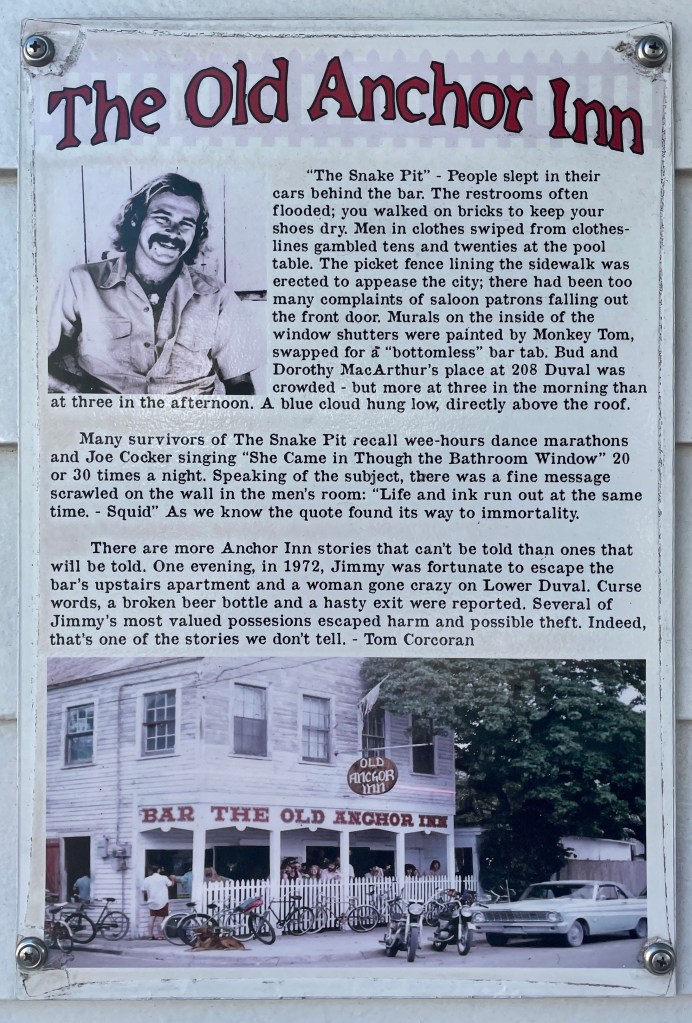 The Old Anchor Inn
"The Snake Pit" - People slept in their
cars behind the bar. The restrooms often
flooded; you walked on bricks to keep your
shoes dry. Men in clothes swiped from clothes-
lines gambled tens and twenties at the pool
table. The picket fence lining the sidewalk was
erected to appease the city; there had been too
many complaints of saloon patrons falling out
the front door. Murals on the inside of the
window shutters were painted by Monkey Tom,
swapped for a "bottomless" bar tab. Bud and
Dorothy MacArthur's place at 208 Duval was
crowded - but more at three in the morning than
at three in the afternoon. A blue cloud hung low, directly above the roof.
Many survivors of The Snake Pit recall wee-hours dance marathons
and Joe Cocker singing "She Came in Though the Bathroom Window" 20
or 30 times a night. Speaking of the subject, there was a fine message
scrawled on the wall in the men's room: "Life and ink run out at the same
time. - Squid" As we know the quote found its way to immortality.
There are more Anchor Inn stories that can't be told than ones that
will be told. One evening, in 1972, Jimmy was fortunate to escape the
bar's upstairs apartment and a woman gone crazy on Lower Duval. Curse
words, a broken beer bottle and a hasty exit were reported. Several of
Jimmy's most valued possesions escaped harm and possible theft. Indeed,
that's one of the stories we don't tell. - Tom Corcoran
OLD
ANCHOR
INN
BAR THE OLD ANCHOR INN